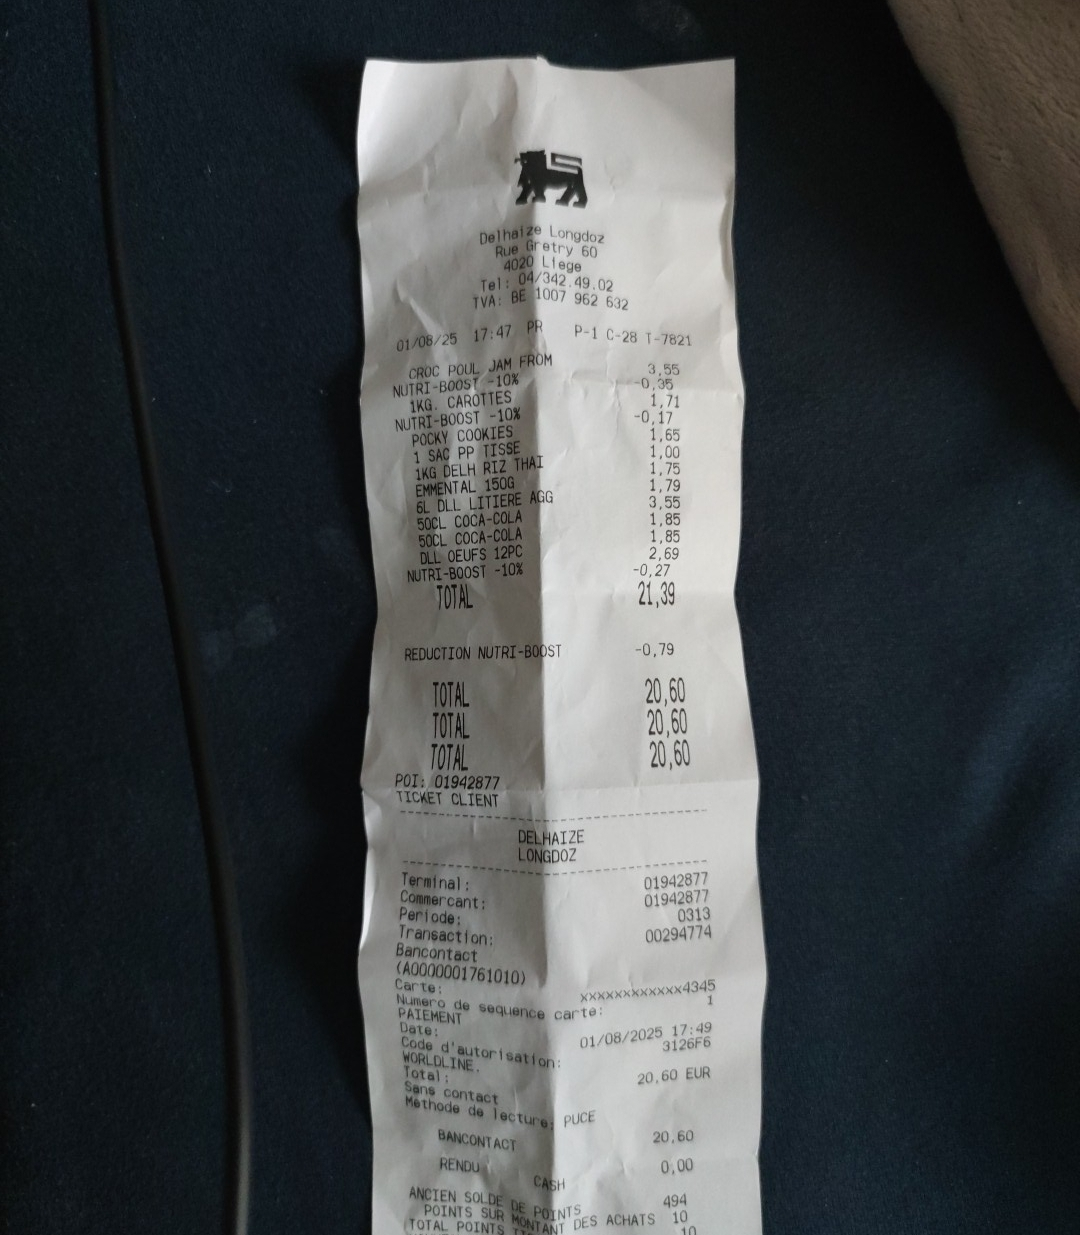 Delhaize Longdoz
Rue Gretry 60
4020 Liege
Tel: 04/342.49.02
TVA: BE 1007 962 632
01/08/25 17:47 PR P-1 C-28 T-7821
CROC POUL JAM FROM 3,55
NUTRI-BOOST -10% -0,35
1KG. CAROTTES 1,71
NUTRI-BOOST -10% -0,17
POCKY COOKIES 1,65
1 SAC PP TISSE 1,00
1KG DELH RIZ THAI 1,75
EMMENTAL 150G 1,79
6L DLL LITIERE AGG 3,55
50CL COCA-COLA 1,85
50CL COCA-COLA 1,85
DLL OEUFS 12PC 2,69
NUTRI-BOOST -10% -0,27
TOTAL 21,39
REDUCTION NUTRI-BOOST -0,79
TOTAL 20,60
TOTAL 20,60
TOTAL 20,60
POI: 01942877
TICKET CLIENT
DELHAIZE
LONGDOZ
Terminal: 01942877
Commercant: 01942877
Periode: 0313
Transaction: 00294774
Bancontact
(A0000001761010)
Carte: xxxxxxxxxxxx4345
Numero de sequence carte: 1
PAIEMENT
Date: 01/08/2025 17:49
Code d'autorisation: 3126F6
WORLDLINE.
Total: 20,60 EUR
Sans contact
Methode de lecture: PUCE
BANCONTACT 20,60
RENDU CASH 0,00
ANCIEN SOLDE DE POINTS 494
POINTS SUR MONTANT DES ACHATS 10
TOTAL POINTS 10